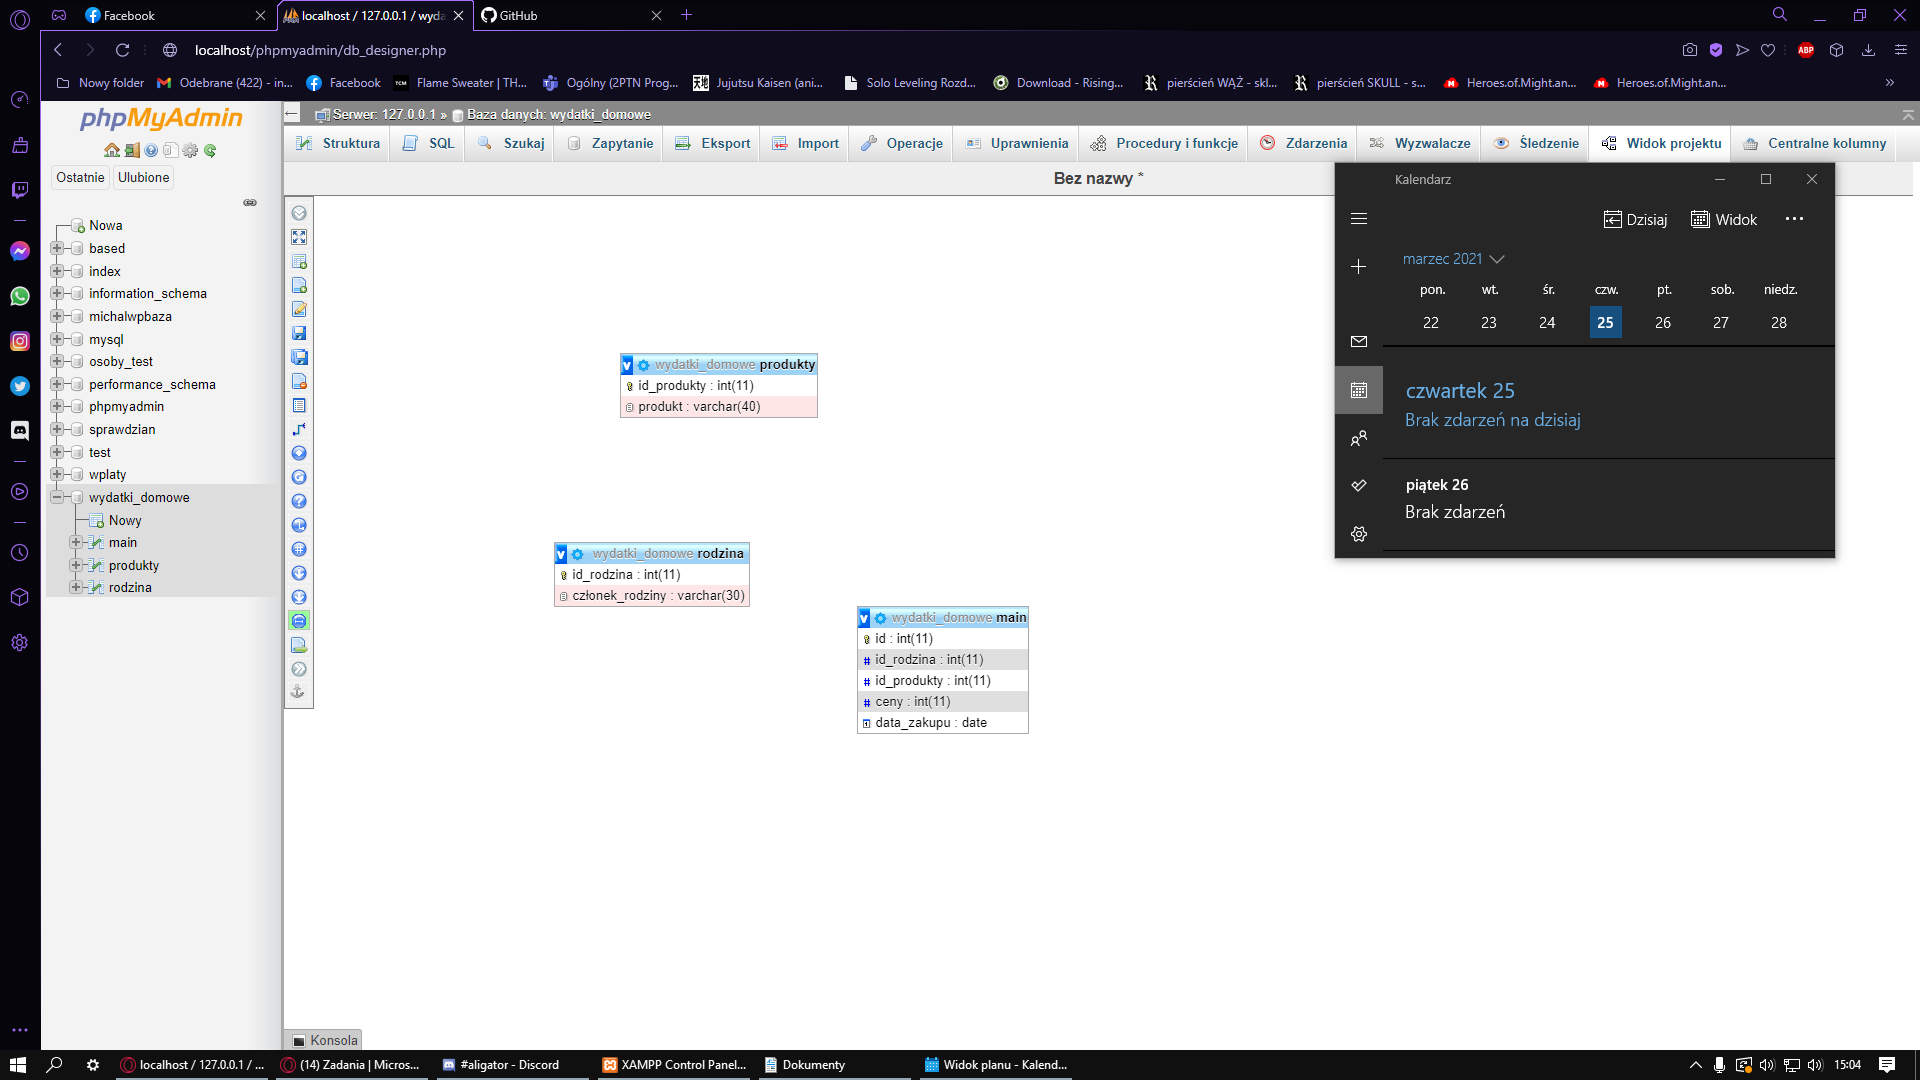 Facebook
localhost / 127.0.0.1 / wyda
GitHub
localhost/phpmyadmin/db_designer.php
Nowy folder
Odebrane (422) - in...
Facebook
TCM
Flame Sweater | TH...
Ogólny (2PTN Prog...
Jujutsu Kaisen (ani...
Solo Leveling Rozd...
Download - Rising...
pierścień WĄŻ - skl...
pierścień SKULL - s...
Heroes.of.Might.an...
Heroes.of.Might.an...
ABP
phpMyAdmin
Ostatnie
Ulubione
Nowa
based
index
information_schema
michalwpbaza
mysql
osoby_test
performance_schema
phpmyadmin
sprawdzian
test
wplaty
wydatki_domowe
Nowy
main
produkty
rodzina
Serwer: 127.0.0.1 » Baza danych: wydatki_domowe
Struktura
SQL
Szukaj
Zapytanie
Eksport
Import
Operacje
Uprawnienia
Procedury i funkcje
Zdarzenia
Wyzwalacze
Śledzenie
Widok projektu
Centralne kolumny
Bez nazwy *
v wydatki_domowe produkty
id_produkty : int(11)
produkt : varchar(40)
v wydatki_domowe rodzina
id_rodzina : int(11)
członek_rodziny : varchar(30)
v wydatki_domowe main
id : int(11)
# id_rodzina : int(11)
# id_produkty : int(11)
# ceny : int(11)
data_zakupu : date
Kalendarz
Dzisiaj
Widok
marzec 2021
pon. wt. śr. czw. pt. sob. niedz.
22 23 24 25 26 27 28
czwartek 25
Brak zdarzeń na dzisiaj
piątek 26
Brak zdarzeń
Konsola
localhost / 127.0.0.1 / ...
(14) Zadania | Micros...
#aligator - Discord
XAMPP Control Panel...
Dokumenty
Widok planu - Kalend...
15:04